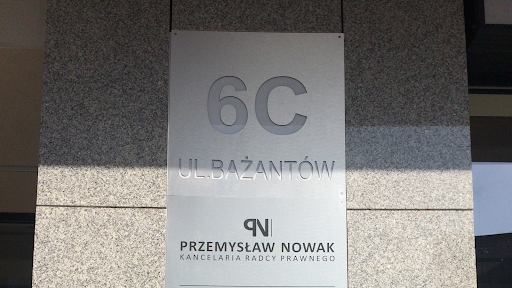 6C
UL.BAŻANTÓW
PN
PRZEMYSŁAW NOWAK
KANCELARIA RADCY PRAWNEGO